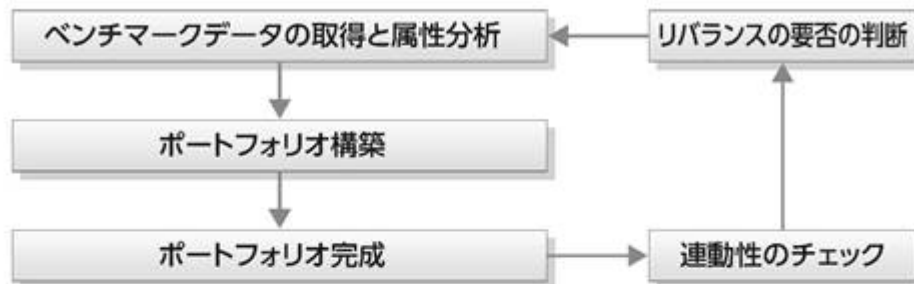 ベンチマークデータの取得と属性分析
リバランスの要否の判断
ポートフォリオ構築
ポートフォリオ完成
連動性のチェック